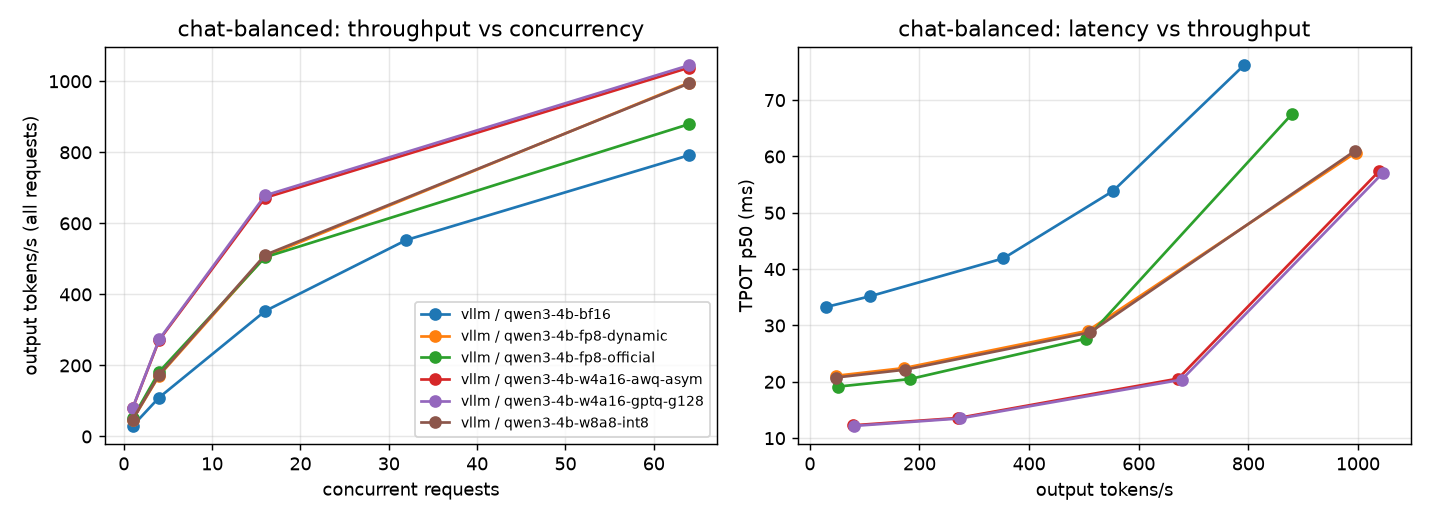 chat-balanced: throughput vs concurrency
output tokens/s (all requests)
1000
800
600
400
200
0
0 10 20 30 40 50 60
concurrent requests
vllm / qwen3-4b-bf16
vllm / qwen3-4b-fp8-dynamic
vllm / qwen3-4b-fp8-official
vllm / qwen3-4b-w4a16-awq-asym
vllm / qwen3-4b-w4a16-gptq-g128
vllm / qwen3-4b-w8a8-int8
chat-balanced: latency vs throughput
TPOT p50 (ms)
70
60
50
40
30
20
10
0 200 400 600 800 1000
output tokens/s